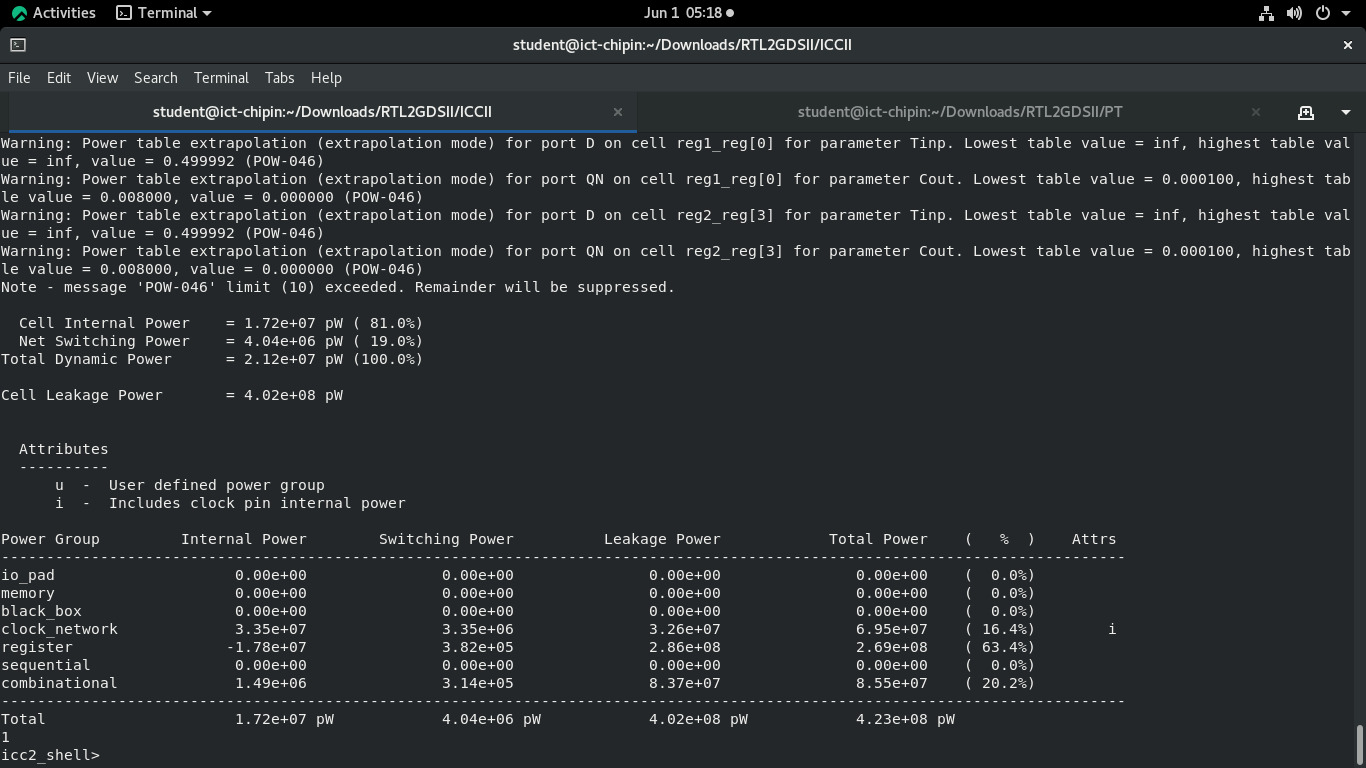 Activities
Terminal
Jun 1 05:18
student@ict-chipin:~/Downloads/RTL2GDSII/ICCII
File Edit View Search Terminal Tabs Help
student@ict-chipin:~/Downloads/RTL2GDSII/ICCII
student@ict-chipin:~/Downloads/RTL2GDSII/PT
Warning: Power table extrapolation (extrapolation mode) for port D on cell reg1_reg[0] for parameter Tinp. Lowest table value = inf, highest table val
ue = inf, value = 0.499992 (POW-046)
Warning: Power table extrapolation (extrapolation mode) for port QN on cell reg1_reg[0] for parameter Cout. Lowest table value = 0.000100, highest tab
le value = 0.008000, value = 0.000000 (POW-046)
Warning: Power table extrapolation (extrapolation mode) for port D on cell reg2_reg[3] for parameter Tinp. Lowest table value = inf, highest table val
ue = inf, value = 0.499992 (POW-046)
Warning: Power table extrapolation (extrapolation mode) for port QN on cell reg2_reg[3] for parameter Cout. Lowest table value = 0.000100, highest tab
le value = 0.008000, value = 0.000000 (POW-046)
Note - message 'POW-046' limit (10) exceeded. Remainder will be suppressed.
  Cell Internal Power    = 1.72e+07 pW ( 81.0%)
  Net Switching Power    = 4.04e+06 pW ( 19.0%)
Total Dynamic Power      = 2.12e+07 pW (100.0%)
Cell Leakage Power       = 4.02e+08 pW
  Attributes
  ----------
      u  -  User defined power group
      i  -  Includes clock pin internal power
Power Group         Internal Power        Switching Power          Leakage Power            Total Power    (   %  )    Attrs
-----------------------------------------------------------------------------------------------------------------------------
io_pad                    0.00e+00               0.00e+00               0.00e+00               0.00e+00    (  0.0%)
memory                    0.00e+00               0.00e+00               0.00e+00               0.00e+00    (  0.0%)
black_box                 0.00e+00               0.00e+00               0.00e+00               0.00e+00    (  0.0%)
clock_network             3.35e+07               3.35e+06               3.26e+07               6.95e+07    ( 16.4%)        i
register                 -1.78e+07               3.82e+05               2.86e+08               2.69e+08    ( 63.4%)
sequential                0.00e+00               0.00e+00               0.00e+00               0.00e+00    (  0.0%)
combinational             1.49e+06               3.14e+05               8.37e+07               8.55e+07    ( 20.2%)
-----------------------------------------------------------------------------------------------------------------------------
Total                     1.72e+07 pW            4.04e+06 pW            4.02e+08 pW            4.23e+08 pW
1
icc2_shell>